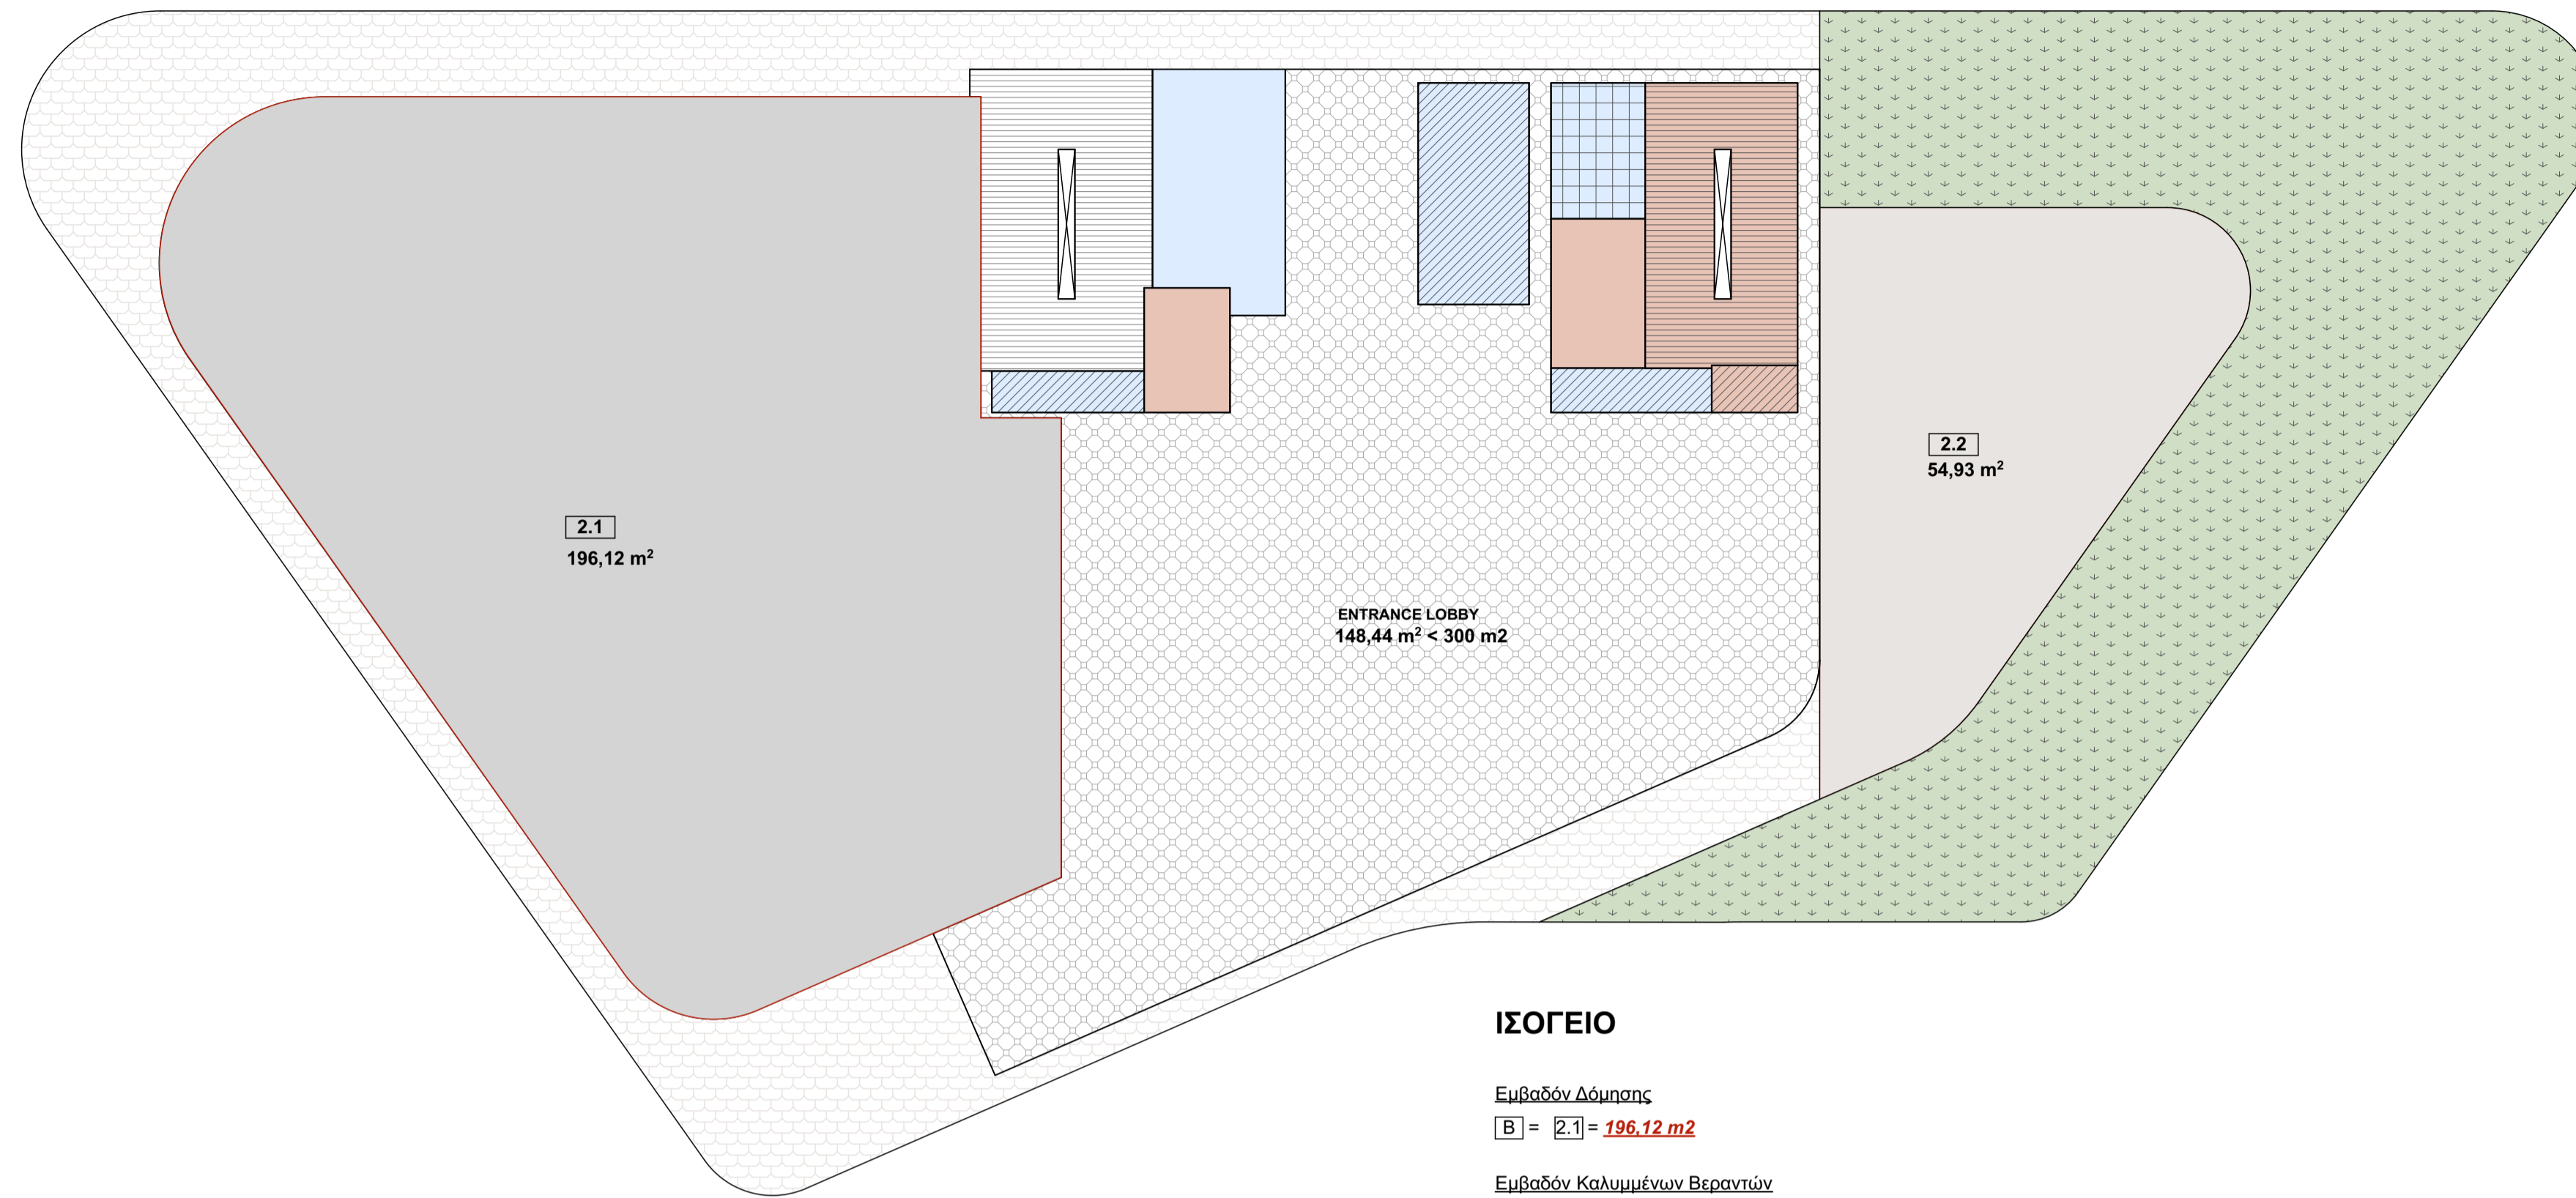 2.2
54,93 m²
2.1
196,12 m²
ENTRANCE LOBBY
148,44 m² < 300 m2
ΙΣΟΓΕΙΟ
Εμβαδόν Δόμησης
B = 2.1 = 196,12 m2
Εμβαδόν Καλυμμένων Βεραντών